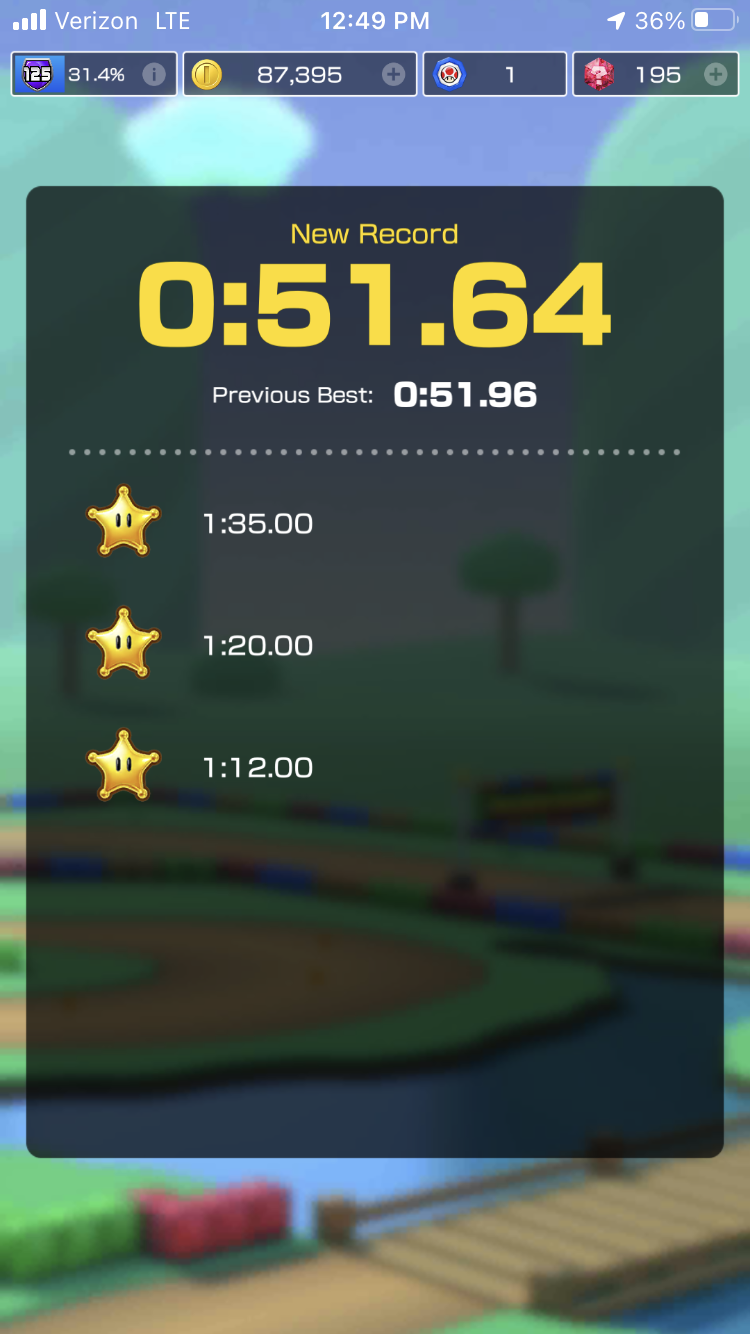 Verizon LTE 12:49 PM 36%
125 31.4% i 87,395 + 1 ? 195 +
New Record
0:51.64
Previous Best: 0:51.96
1:35.00
1:20.00
1:12.00